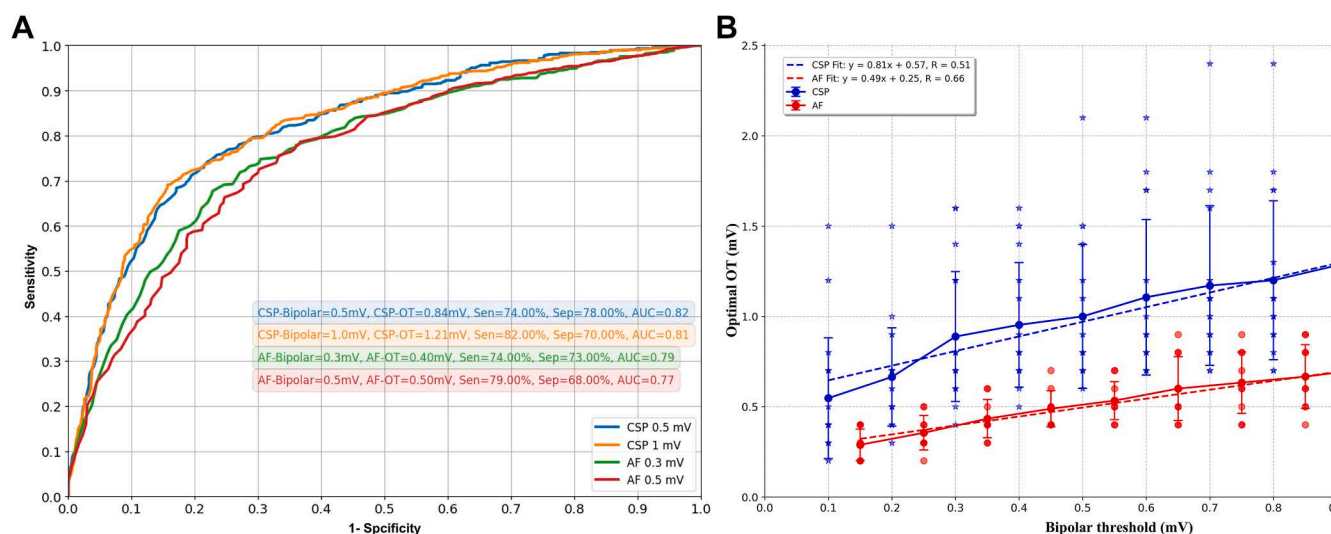 A
1.0
0.9
0.8
0.7
0.6
0.5
0.4
0.3
0.2
0.1
0.0
Sensitivity
CSP-Bipolar=0.5mV, CSP-OT=0.84mV, Sen=74.00%, Sep=78.00%, AUC=0.82
CSP-Bipolar=1.0mV, CSP-OT=1.21mV, Sen=82.00%, Sep=70.00%, AUC=0.81
AF-Bipolar=0.3mV, AF-OT=0.40mV, Sen=74.00%, Sep=73.00%, AUC=0.79
AF-Bipolar=0.5mV, AF-OT=0.50mV, Sen=79.00%, Sep=68.00%, AUC=0.77
CSP 0.5 mV
CSP 1 mV
AF 0.3 mV
AF 0.5 mV
0.0 0.1 0.2 0.3 0.4 0.5 0.6 0.7 0.8 0.9 1.0
1- Spcificity
B
2.5
2.0
1.5
1.0
0.5
0.0
Optimal OT (mV)
CSP Fit: y = 0.81x + 0.57, R = 0.51
AF Fit: y = 0.49x + 0.25, R = 0.66
CSP
AF
0.0 0.1 0.2 0.3 0.4 0.5 0.6 0.7 0.8
Bipolar threshold (mV)